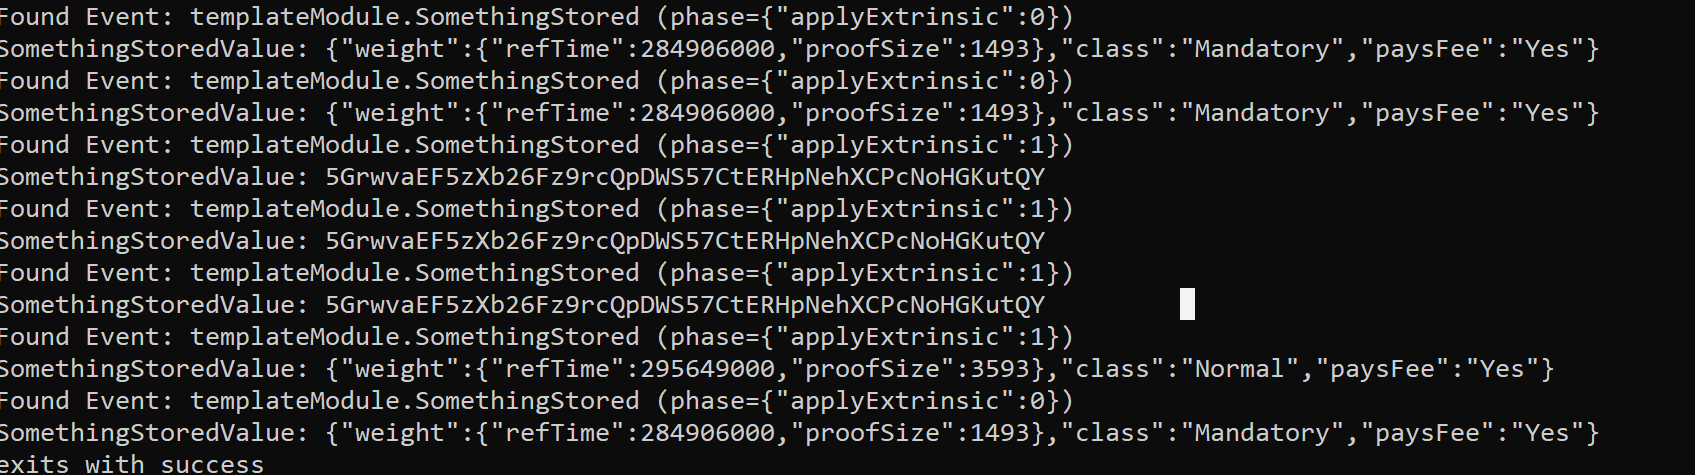 Found Event: templateModule.SomethingStored (phase={"applyExtrinsic":0})
SomethingStoredValue: {"weight":{"refTime":284906000,"proofSize":1493},"class":"Mandatory","paysFee":"Yes"}
Found Event: templateModule.SomethingStored (phase={"applyExtrinsic":0})
SomethingStoredValue: {"weight":{"refTime":284906000,"proofSize":1493},"class":"Mandatory","paysFee":"Yes"}
Found Event: templateModule.SomethingStored (phase={"applyExtrinsic":1})
SomethingStoredValue: 5GrwvaEF5zXb26Fz9rcQpDWS57CtERHpNehXCPcNoHGKutQY
Found Event: templateModule.SomethingStored (phase={"applyExtrinsic":1})
SomethingStoredValue: 5GrwvaEF5zXb26Fz9rcQpDWS57CtERHpNehXCPcNoHGKutQY
Found Event: templateModule.SomethingStored (phase={"applyExtrinsic":1})
SomethingStoredValue: 5GrwvaEF5zXb26Fz9rcQpDWS57CtERHpNehXCPcNoHGKutQY
Found Event: templateModule.SomethingStored (phase={"applyExtrinsic":1})
SomethingStoredValue: {"weight":{"refTime":295649000,"proofSize":3593},"class":"Normal","paysFee":"Yes"}
Found Event: templateModule.SomethingStored (phase={"applyExtrinsic":0})
SomethingStoredValue: {"weight":{"refTime":284906000,"proofSize":1493},"class":"Mandatory","paysFee":"Yes"}
exits with success